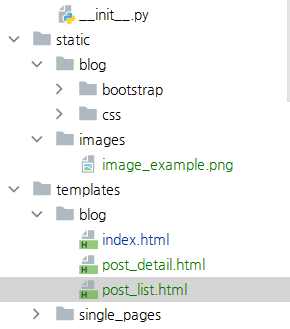 __init__.py
static
blog
bootstrap
css
images
image_example.png
templates
blog
index.html
post_detail.html
post_list.html
single_pages